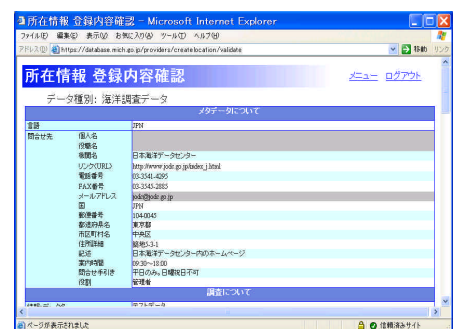 所在情報 登録内容確認 - Microsoft Internet Explorer
ファイル(F) 編集(E) 表示(V) お気に入り(A) ツール(T) ヘルプ(H)
アドレス(D) https://database.mich.go.jp/providers/createlocation/validate 移動 リンク
所在情報 登録内容確認
メニュー ログアウト
データ種別: 海洋調査データ
メタデータについて
言語 JPN
問合せ先 個人名
役職名
機関名 日本海洋データセンター
リンク(URL) http://www.jodc.go.jp/index_j.html
電話番号 03-3541-4295
FAX番号 03-3545-2885
メールアドレス jodc@jodc.go.jp
国 JPN
郵便番号 104-0045
都道府県名 東京都
市区町村名 中央区
住所詳細 築地5-3-1
記述 日本海洋データセンター内のホームページ
案内時間 09:30~18:00
問合せ手引き 平日のみ。日曜祝日不可
役割 管理者
調査について
テストデータ
ページが表示されました 信頼済みサイト